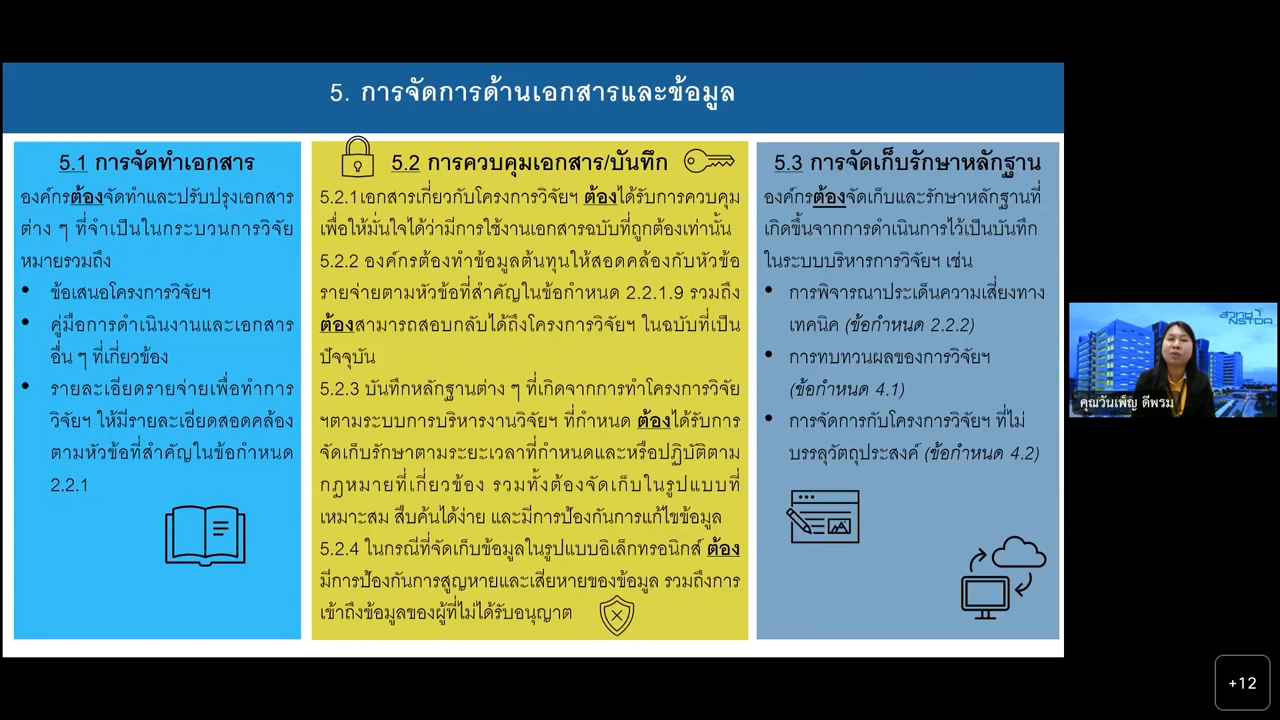 5. การจัดการด้านเอกสารและข้อมูล
5.1 การจัดทำเอกสาร
องค์กรต้องจัดทำและปรับปรุงเอกสาร
ต่าง ๆ ที่จำเป็นในกระบวนการวิจัย
หมายรวมถึง
• ข้อเสนอโครงการวิจัยฯ
• คู่มือการดำเนินงานและเอกสาร
อื่น ๆ ที่เกี่ยวข้อง
• รายละเอียดรายจ่ายเพื่อทำการ
วิจัยฯ ให้มีรายละเอียดสอดคล้อง
ตามหัวข้อที่สำคัญในข้อกำหนด
2.2.1
5.2 การควบคุมเอกสาร/บันทึก
5.2.1เอกสารเกี่ยวกับโครงการวิจัยฯ ต้องได้รับการควบคุม
เพื่อให้มั่นใจได้ว่ามีการใช้งานเอกสารฉบับที่ถูกต้องเท่านั้น
5.2.2 องค์กรต้องทำข้อมูลต้นทุนให้สอดคล้องกับหัวข้อ
รายจ่ายตามหัวข้อที่สำคัญในข้อกำหนด 2.2.1.9 รวมถึง
ต้องสามารถสอบกลับได้ถึงโครงการวิจัยฯ ในฉบับที่เป็น
ปัจจุบัน
5.2.3 บันทึกหลักฐานต่าง ๆ ที่เกิดจากการทำโครงการวิจัย
ฯตามระบบการบริหารงานวิจัยฯ ที่กำหนด ต้องได้รับการ
จัดเก็บรักษาตามระยะเวลาที่กำหนดและหรือปฏิบัติตาม
กฎหมายที่เกี่ยวข้อง รวมทั้งต้องจัดเก็บในรูปแบบที่
เหมาะสม สืบค้นได้ง่าย และมีการป้องกันการแก้ไขข้อมูล
5.2.4 ในกรณีที่จัดเก็บข้อมูลในรูปแบบอิเล็กทรอนิกส์ ต้อง
มีการป้องกันการสูญหายและเสียหายของข้อมูล รวมถึงการ
เข้าถึงข้อมูลของผู้ที่ไม่ได้รับอนุญาต
5.3 การจัดเก็บรักษาหลักฐาน
องค์กรต้องจัดเก็บและรักษาหลักฐานที่
เกิดขึ้นจากการดำเนินการไว้เป็นบันทึก
ในระบบบริหารการวิจัยฯ เช่น
• การพิจารณาประเด็นความเสี่ยงทาง
เทคนิค (ข้อกำหนด 2.2.2)
• การทบทวนผลของการวิจัยฯ
(ข้อกำหนด 4.1)
• การจัดการกับโครงการวิจัยฯ ที่ไม่
บรรลุวัตถุประสงค์ (ข้อกำหนด 4.2)
สวทช
NSTDA
คุณวันเพ็ญ ดีพรม
+12